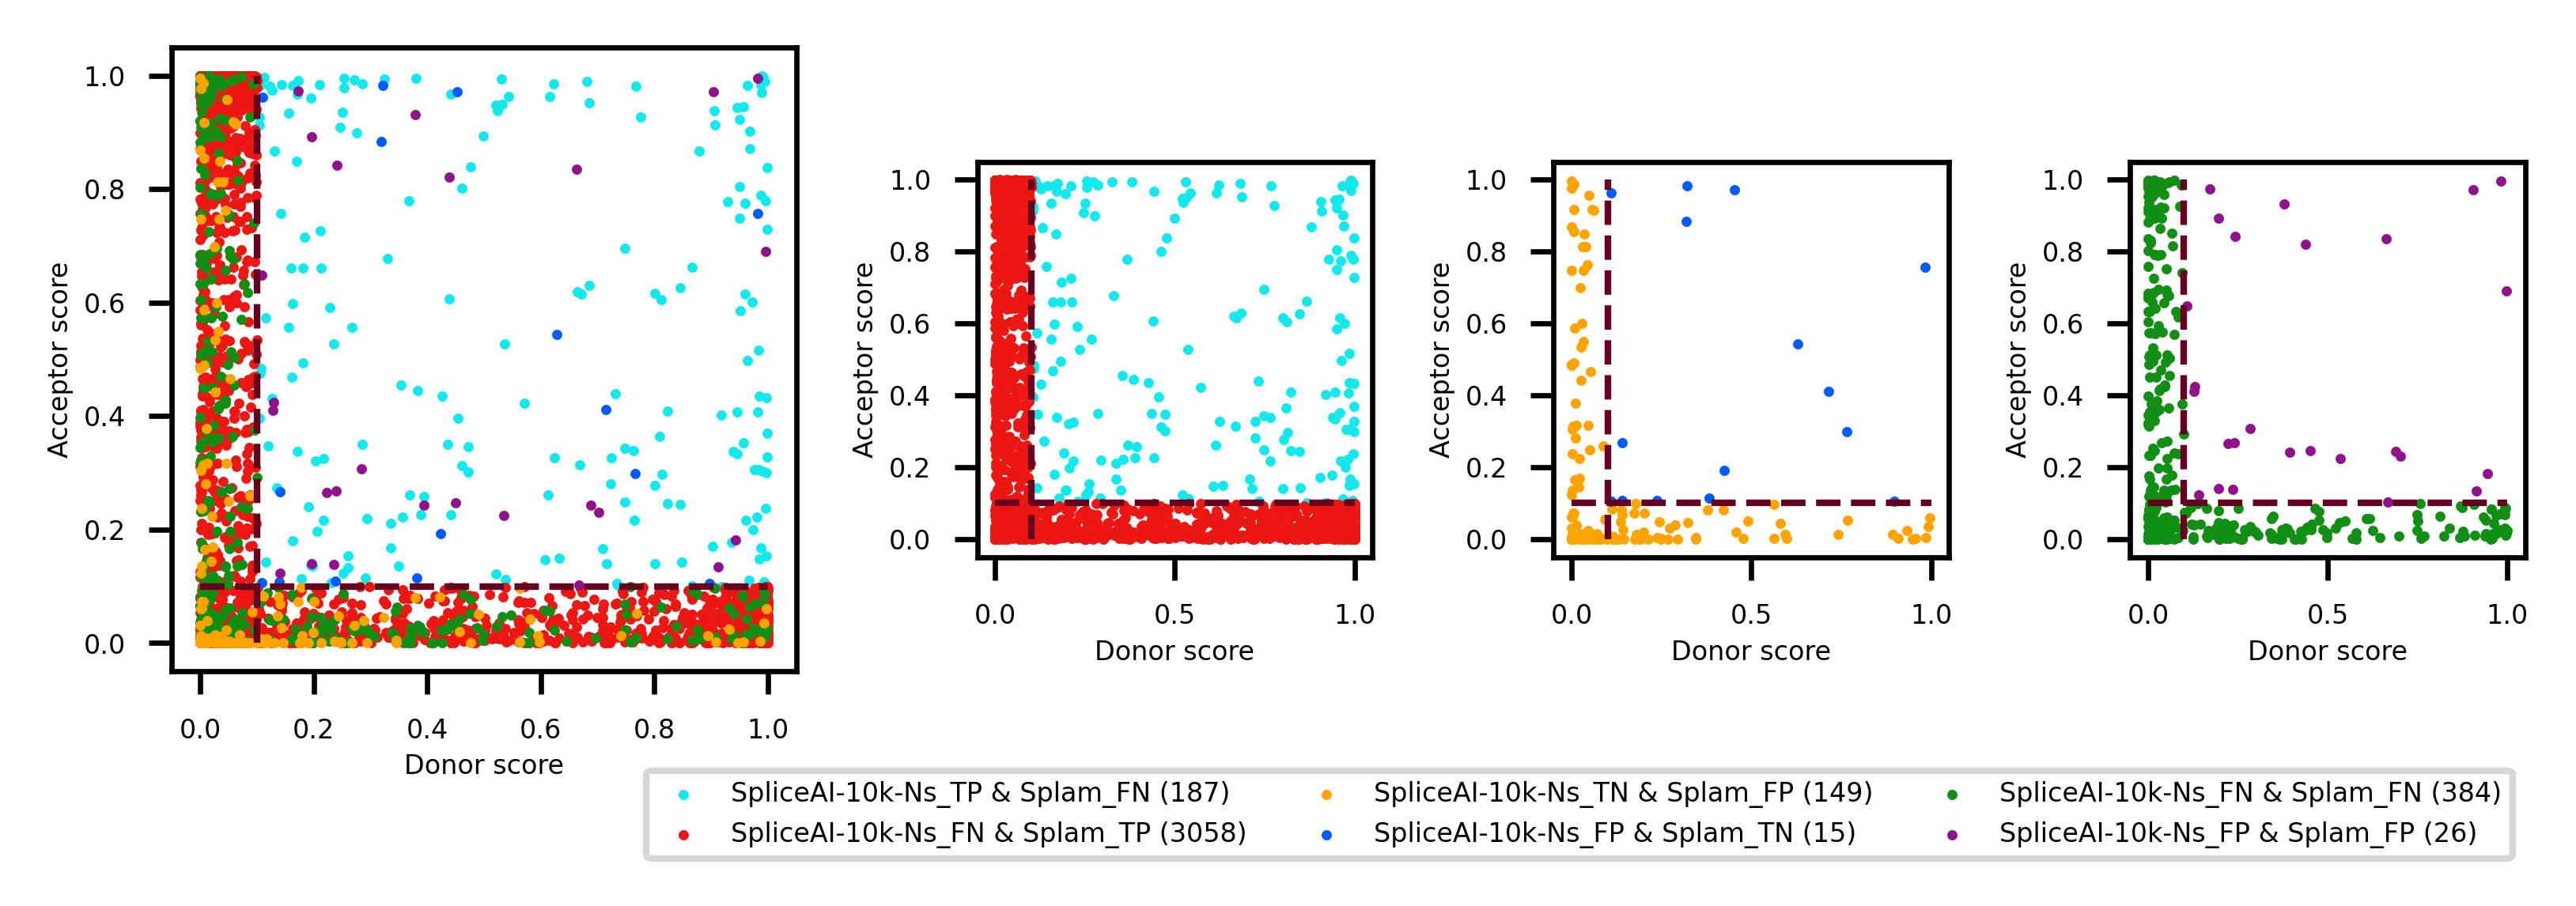 1.0
0.8
0.6
0.4
0.2
0.0
Acceptor score
0.0 0.2 0.4 0.6 0.8 1.0
Donor score
1.0
0.8
0.6
0.4
0.2
0.0
Acceptor score
0.0 0.5 1.0
Donor score
1.0
0.8
0.6
0.4
0.2
0.0
Acceptor score
0.0 0.5 1.0
Donor score
1.0
0.8
0.6
0.4
0.2
0.0
Acceptor score
0.0 0.5 1.0
Donor score
SpliceAI-10k-Ns_TP & Splam_FN (187)
SpliceAI-10k-Ns_FN & Splam_TP (3058)
SpliceAI-10k-Ns_TN & Splam_FP (149)
SpliceAI-10k-Ns_FP & Splam_TN (15)
SpliceAI-10k-Ns_FN & Splam_FN (384)
SpliceAI-10k-Ns_FP & Splam_FP (26)